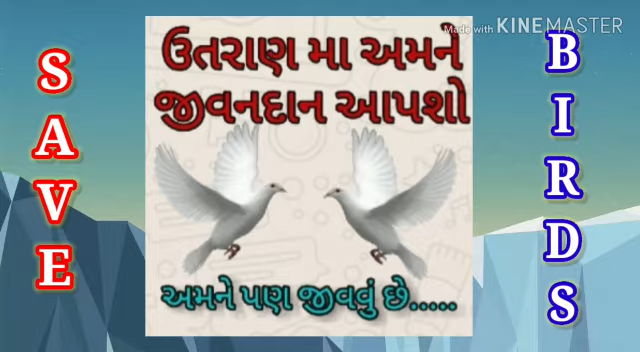 Made with KINEMASTER
ઉતરાણ મા અમને
જીવનદાન આપશો
અમને પણ જીવવું છે.....
SAVE
BIRDS